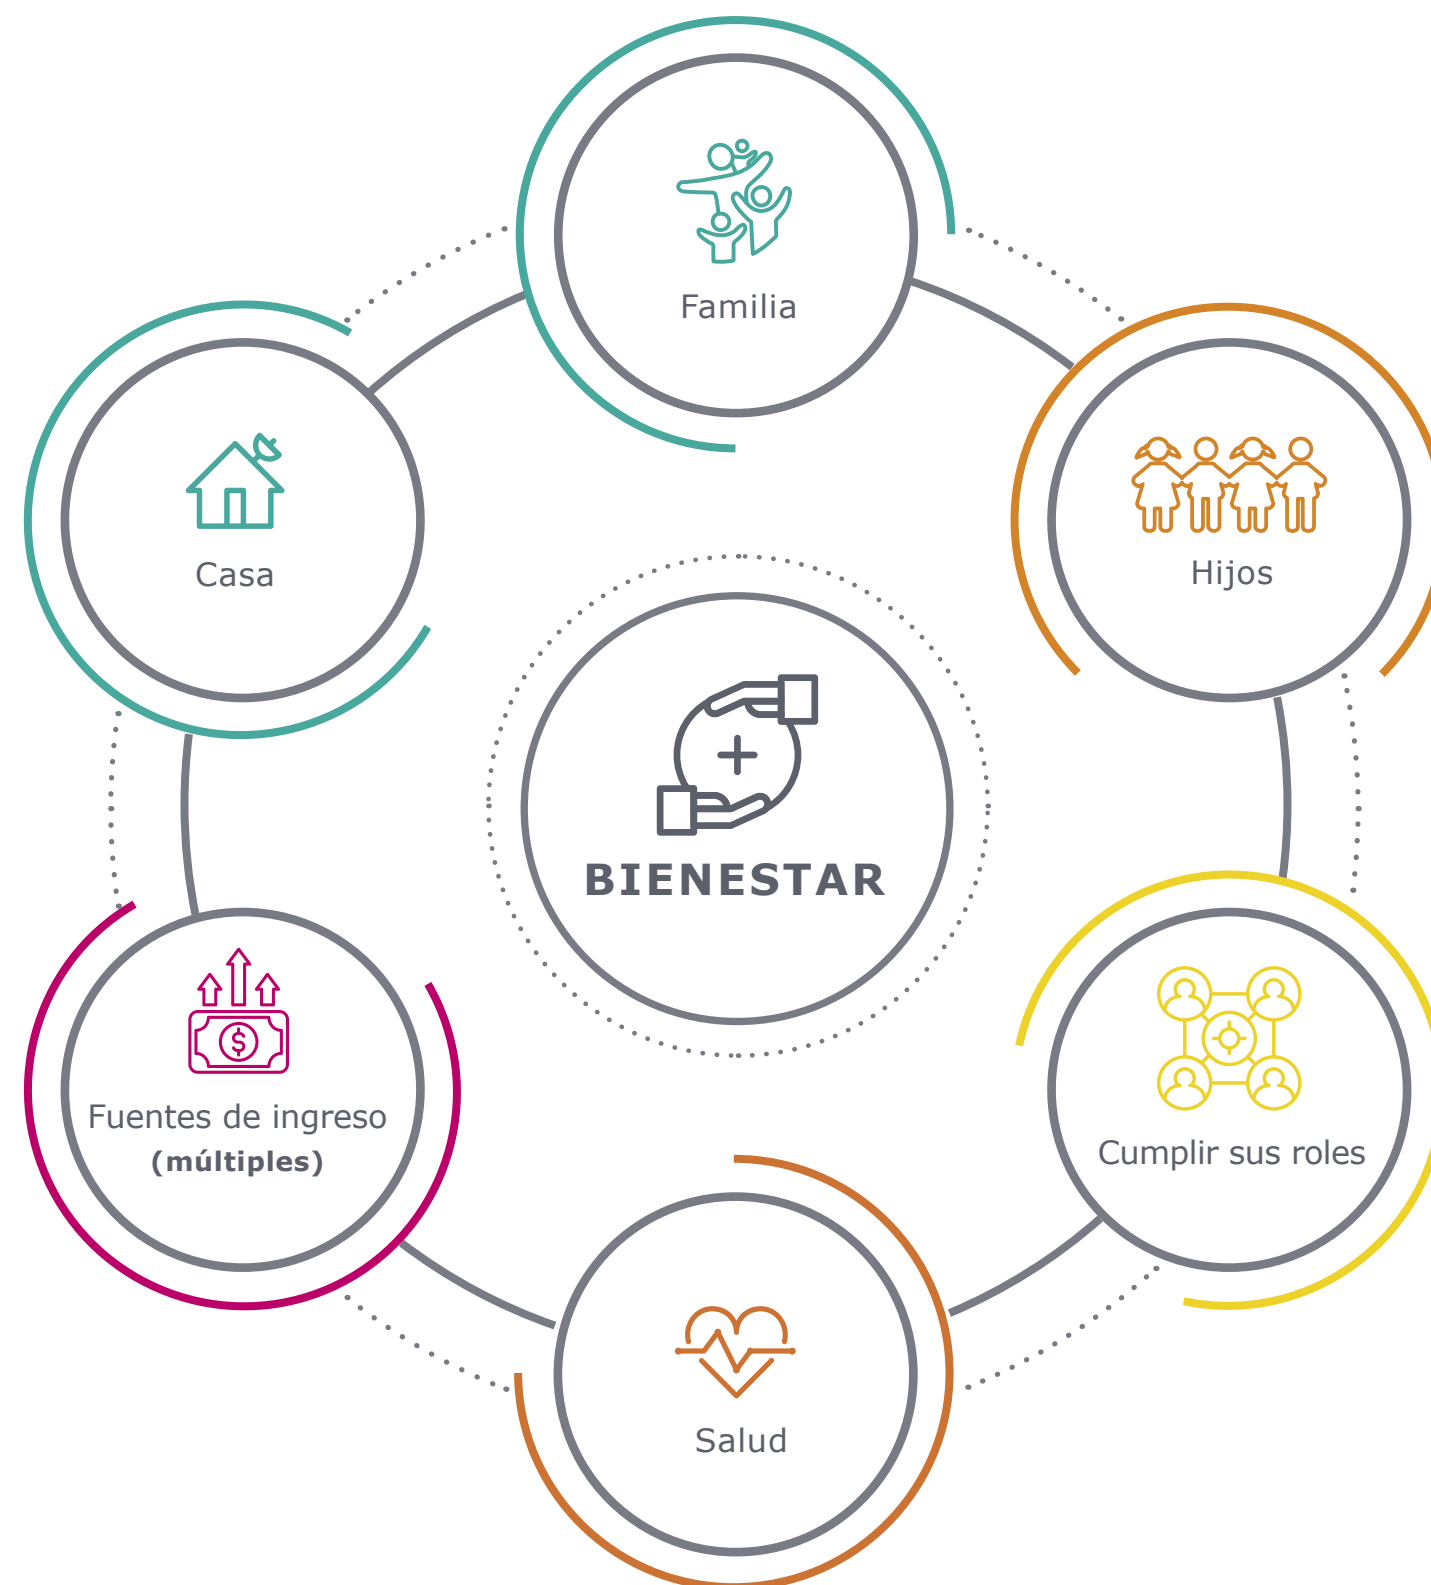 Familia
Casa
Hijos
BIENESTAR
Fuentes de ingreso
(múltiples)
Cumplir sus roles
Salud